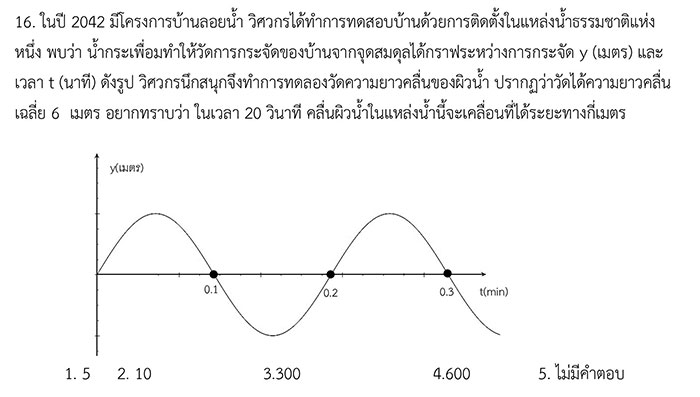 16. ในปี 2042 มีโครงการบ้านลอยน้ำ วิศวกรได้ทำการทดสอบบ้านด้วยการติดตั้งในแหล่งน้ำธรรมชาติแห่ง
หนึ่ง พบว่า น้ำกระเพื่อมทำให้วัดการกระจัดของบ้านจากจุดสมดุลได้กราฟระหว่างการกระจัด y (เมตร) และ
เวลา t (นาที) ดังรูป วิศวกรนึกสนุกจึงทำการทดลองวัดความยาวคลื่นของผิวน้ำ ปรากฏว่าวัดได้ความยาวคลื่น
เฉลี่ย 6 เมตร อยากทราบว่า ในเวลา 20 วินาที คลื่นผิวน้ำในแหล่งน้ำนี้จะเคลื่อนที่ได้ระยะทางกี่เมตร
y(เมตร)
0.1 0.2 0.3 t(min)
1. 5 2. 10 3.300 4.600 5. ไม่มีคำตอบ